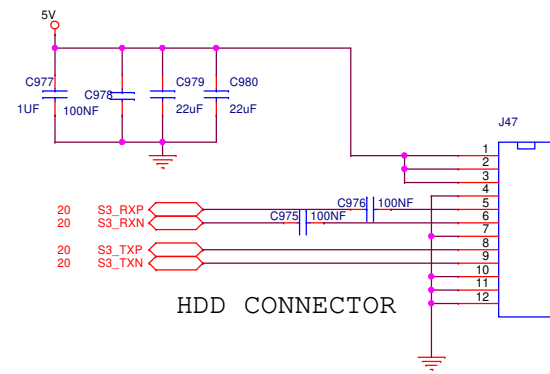 5V
C977 C978 C979 C980
1UF 100NF 22uF 22uF
J47
1
2
3
4
20 S3_RXP C976 100NF 5
20 S3_RXN C975 100NF 6
7
20 S3_TXP 8
20 S3_TXN 9
10
11
12
HDD CONNECTOR